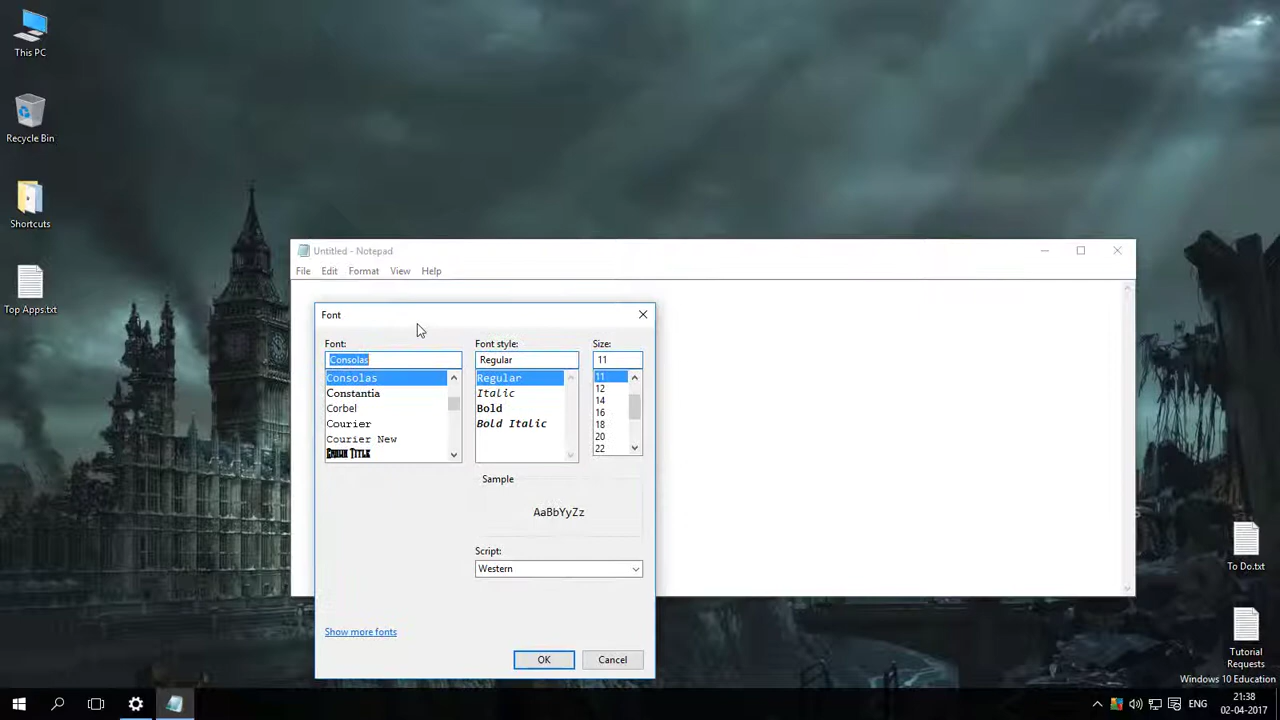 This PC
Recycle Bin
Shortcuts
Top Apps.txt
Untitled - Notepad
File Edit Format View Help
Font
Font: Font style: Size:
Consolas Regular 11
Consolas Regular 11
Constantia Italic 12
Corbel Bold 14
Courier Bold Italic 16
Courier New 18
20
22
Sample
AaBbYyZz
Script:
Western
Show more fonts
OK Cancel
To Do.txt
Tutorial
Requests
Windows 10 Education
ENG
21:38
02-04-2017